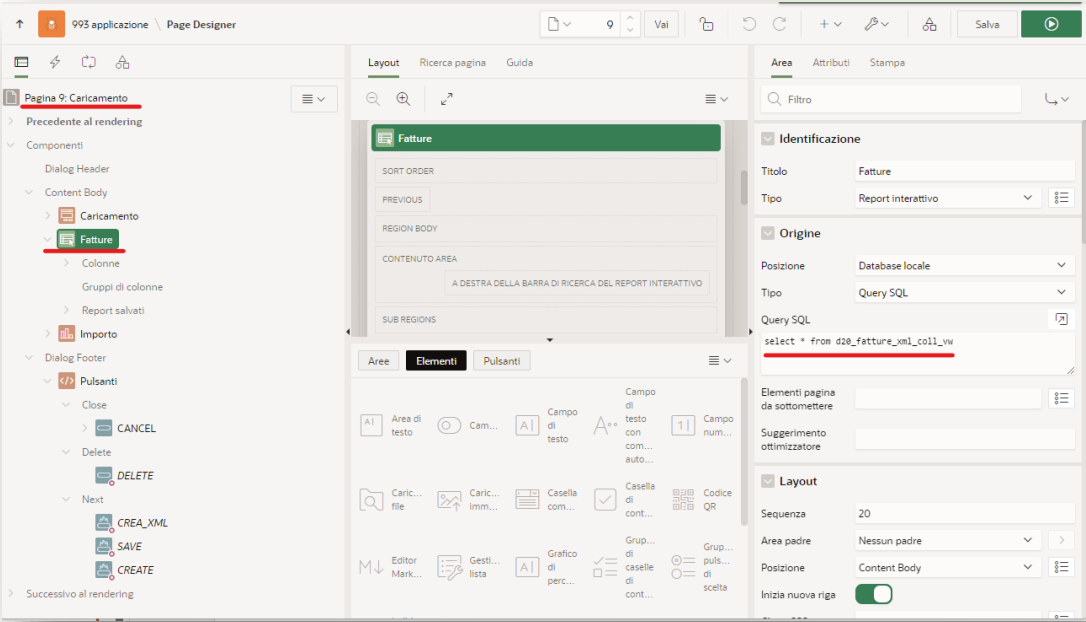 993 applicazione \ Page Designer
9
Vai
Salva
Pagina 9: Caricamento
Precedente al rendering
Componenti
Dialog Header
Content Body
Caricamento
Fatture
Colonne
Gruppi di colonne
Report salvati
Importo
Dialog Footer
Pulsanti
Close
CANCEL
Delete
DELETE
Next
CREA_XML
SAVE
CREATE
Successivo al rendering
Layout Ricerca pagina Guida
Fatture
SORT ORDER
PREVIOUS
REGION BODY
CONTENUTO AREA
A DESTRA DELLA BARRA DI RICERCA DEL REPORT INTERATTIVO
SUB REGIONS
Aree Elementi Pulsanti
Area di
testo
Cam...
Campo
di
testo
Campo
di
testo
con
com...
auto...
Campo
num...
Caric...
file
Caric...
imm...
Casella
com...
Casella
di
cont...
Codice
QR
Editor
Mark...
Gesti...
lista
Grafico
di
perc...
Grup...
di
caselle
di
cont...
Grup...
puls...
di
scelta
Area Attributi Stampa
Filtro
Identificazione
Titolo Fatture
Tipo Report interattivo
Origine
Posizione Database locale
Tipo Query SQL
Query SQL
select * from d20_fatture_xml_coll_vw
Elementi pagina
da sottomettere
Suggerimento
ottimizzatore
Layout
Sequenza 20
Area padre Nessun padre
Posizione Content Body
Inizia nuova riga